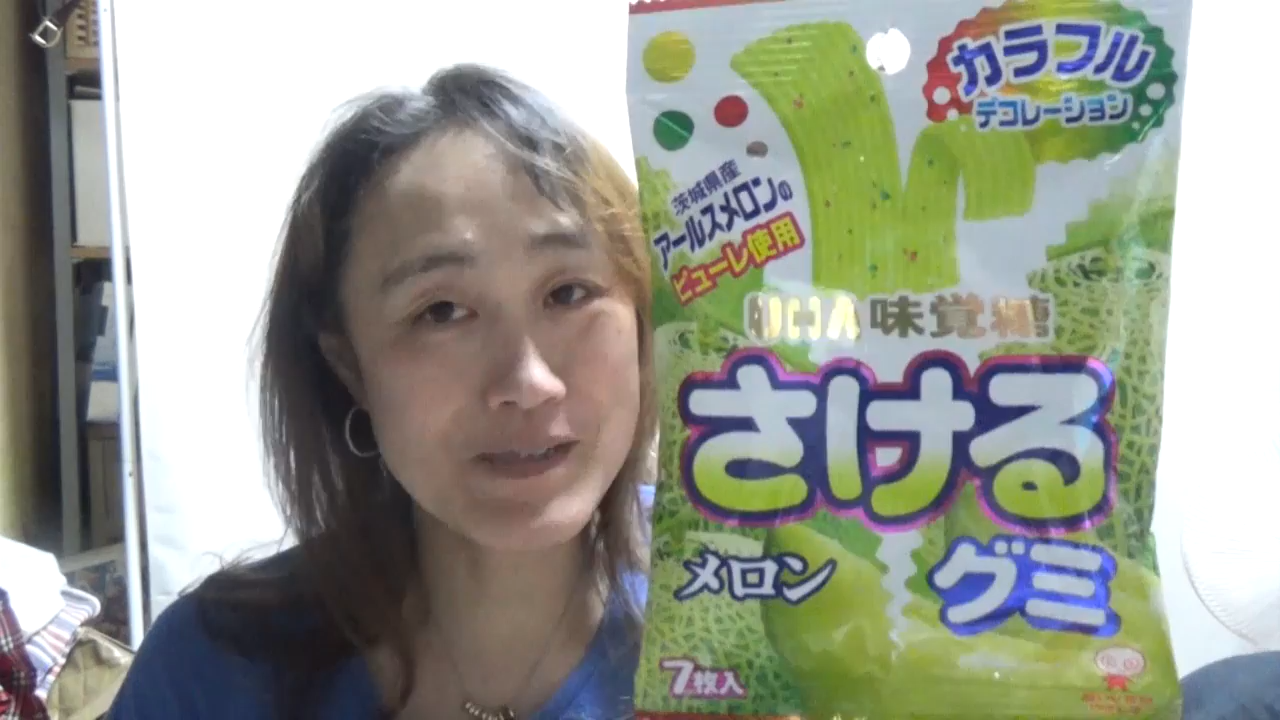 カラフル
デコレーション
茨城県産
アールスメロンの
ピューレ使用
UHA味覚糖
さける
グミ
メロン
7枚入